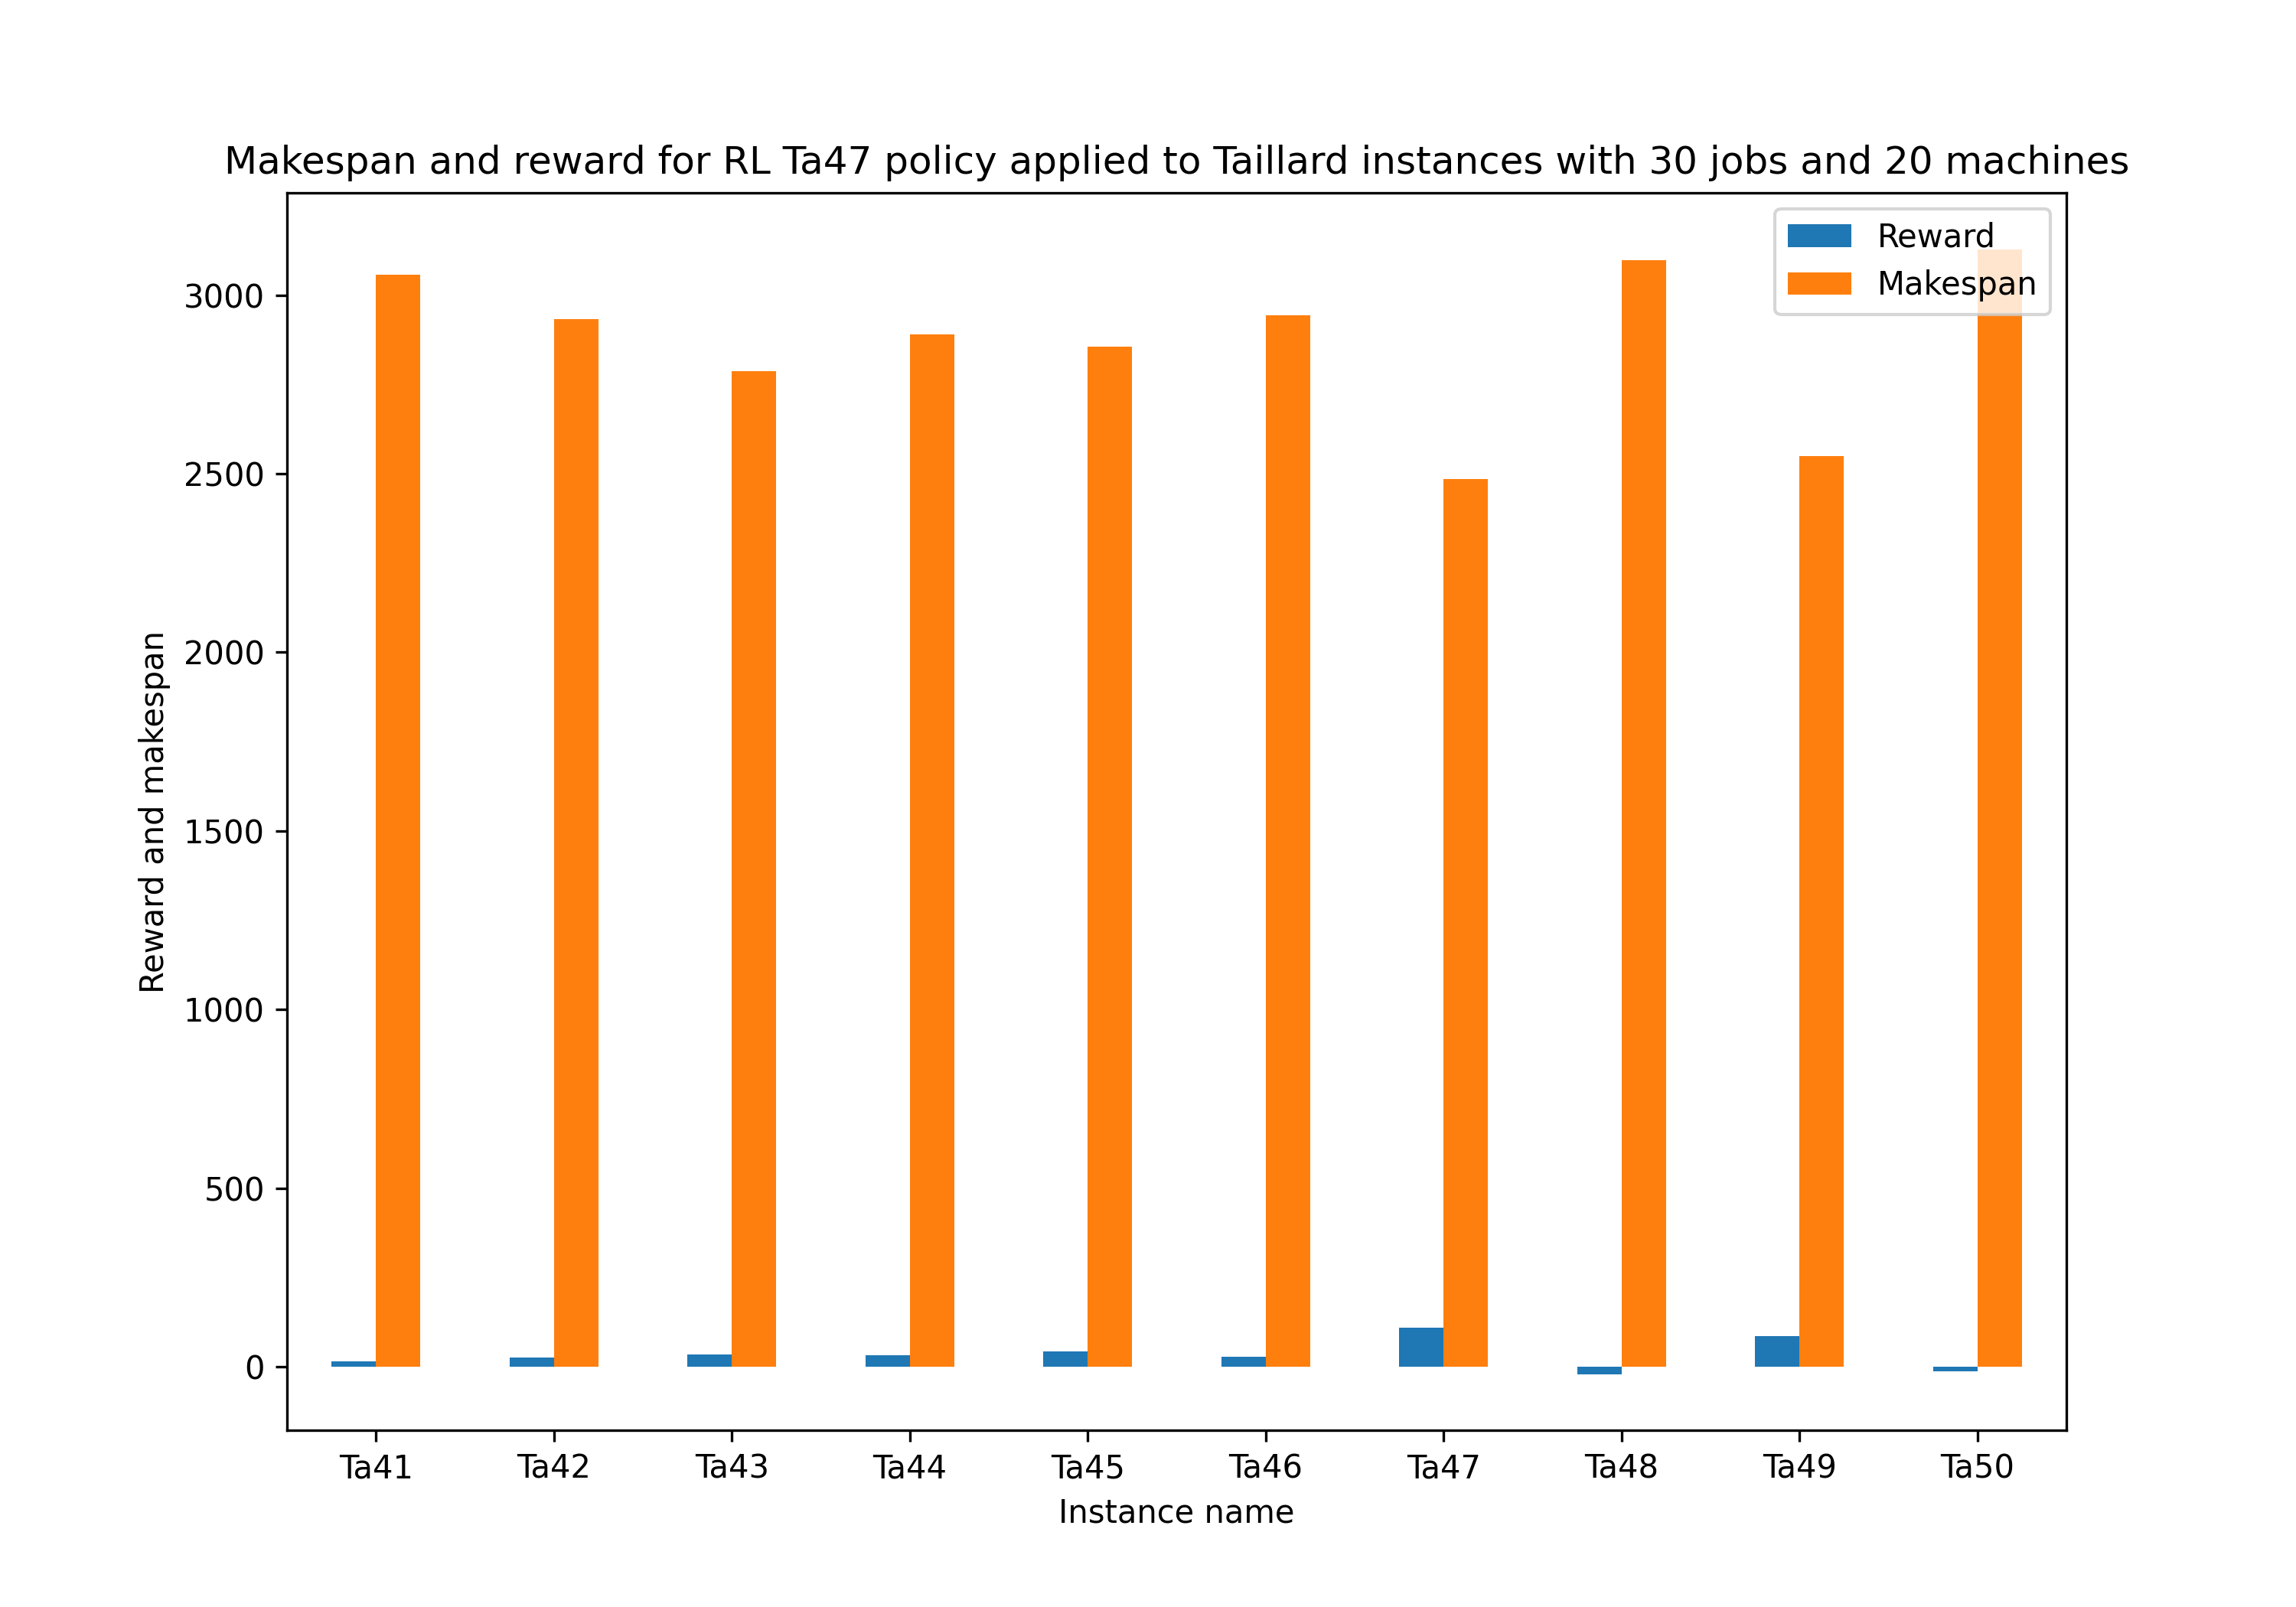 Makespan and reward for RL Ta47 policy applied to Taillard instances with 30 jobs and 20 machines
Reward
Makespan
3000
2500
2000
1500
1000
500
0
Reward and makespan
Ta41 Ta42 Ta43 Ta44 Ta45 Ta46 Ta47 Ta48 Ta49 Ta50
Instance name